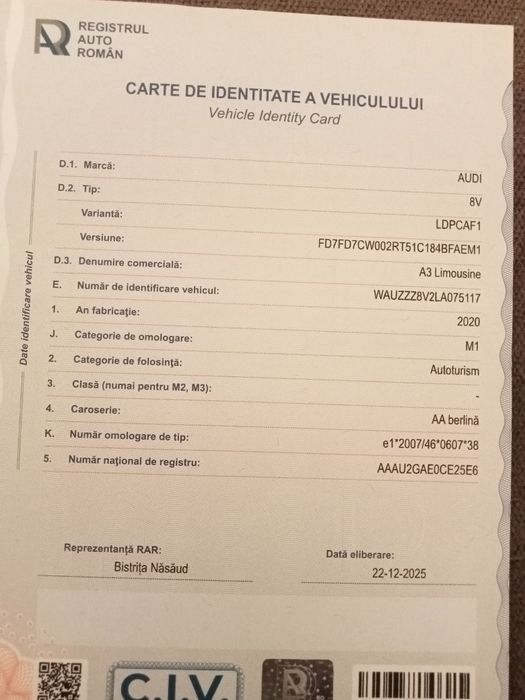 REGISTRUL
AUTO
ROMÂN
CARTE DE IDENTITATE A VEHICULULUI
Vehicle Identity Card
Date identificare vehicul
D.1. Marcă: AUDI
D.2. Tip: 8V
Variantă: LDPCAF1
Versiune: FD7FD7CW002RT51C184BFAEM1
D.3. Denumire comercială: A3 Limousine
E. Număr de identificare vehicul: WAUZZZ8V2LA075117
1. An fabricație: 2020
J. Categorie de omologare: M1
2. Categorie de folosință: Autoturism
3. Clasă (numai pentru M2, M3): -
4. Caroserie: AA berlină
K. Număr omologare de tip: e1*2007/46*0607*38
5. Număr național de registru: AAAU2GAE0CE25E6
Reprezentanță RAR: Bistrița Năsăud
Dată eliberare: 22-12-2025
C.I.V.